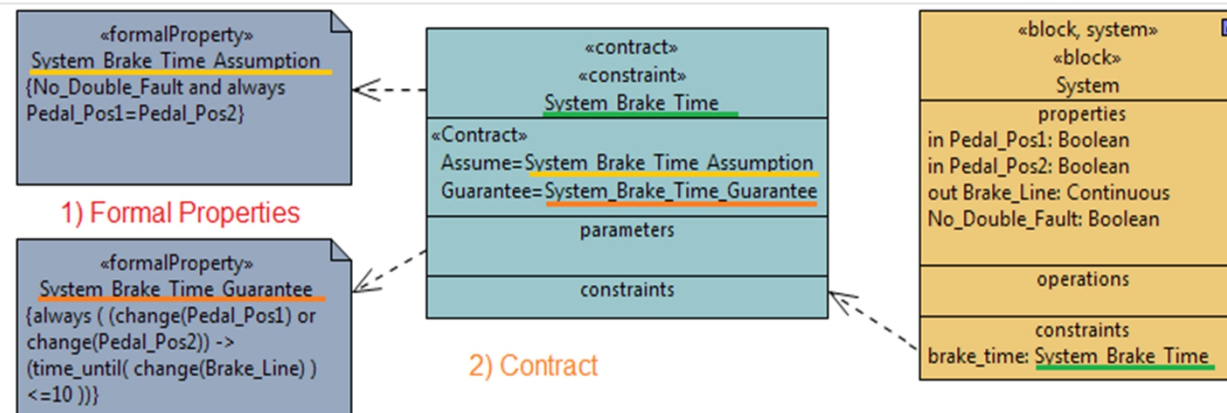 «formalProperty»
System_Brake_Time_Assumption
{No_Double_Fault and always
Pedal_Pos1=Pedal_Pos2}
1) Formal Properties
«formalProperty»
System_Brake_Time_Guarantee
{always ( (change(Pedal_Pos1) or
change(Pedal_Pos2)) ->
(time_until( change(Brake_Line) )
<=10 ))}
«contract»
«constraint»
System_Brake_Time
«Contract»
Assume=System_Brake_Time_Assumption
Guarantee=System_Brake_Time_Guarantee
parameters
constraints
2) Contract
«block, system»
«block»
System
properties
in Pedal_Pos1: Boolean
in Pedal_Pos2: Boolean
out Brake_Line: Continuous
No_Double_Fault: Boolean
operations
constraints
brake_time: System_Brake_Time